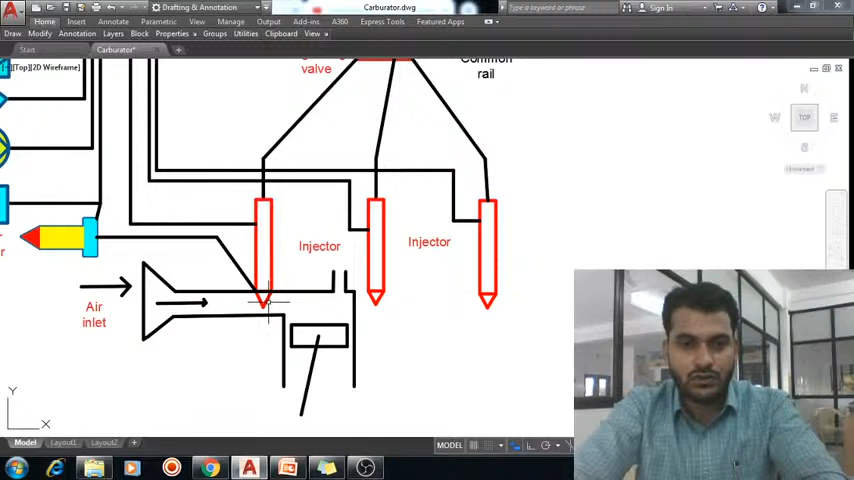 Carburator.dwg
Type a keyword or phrase
Sign In
Drafting & Annotation
Home Insert Annotate Parametric View Manage Output Add-ins A360 Express Tools Featured Apps
Draw Modify Annotation Layers Block Properties Groups Utilities Clipboard View
Start Carburator*
[Top][2D Wireframe]
valve
Common
rail
N
W TOP E
S
Unnamed
Injector Injector
Air
inlet
Y
X
Model Layout1 Layout2
MODEL